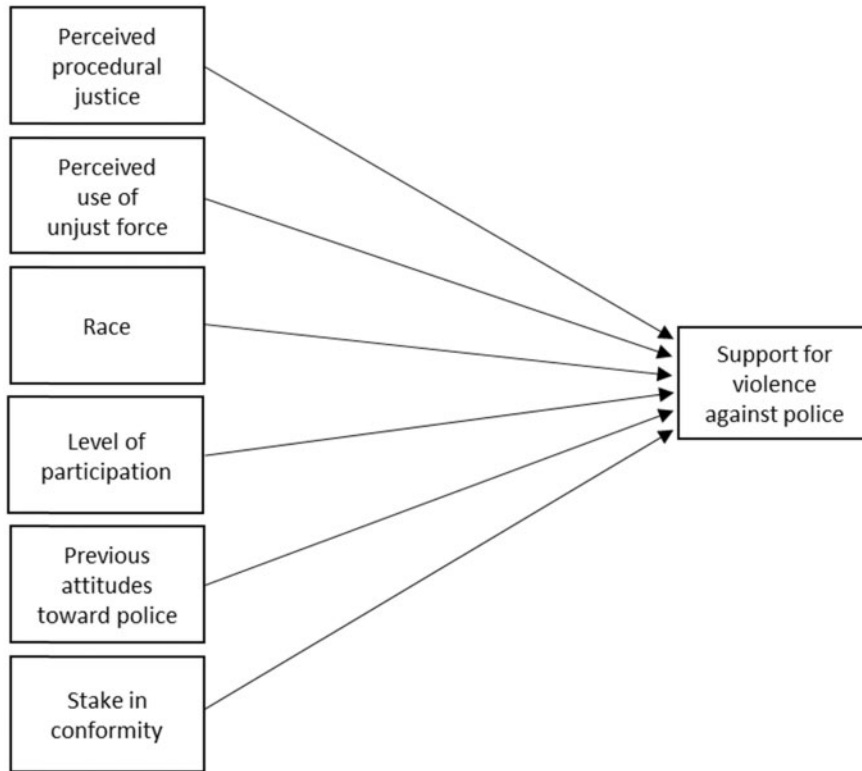 Perceived
procedural
justice
Perceived
use of
unjust force
Race
Level of
participation
Previous
attitudes
toward police
Stake in
conformity
Support for
violence
against police